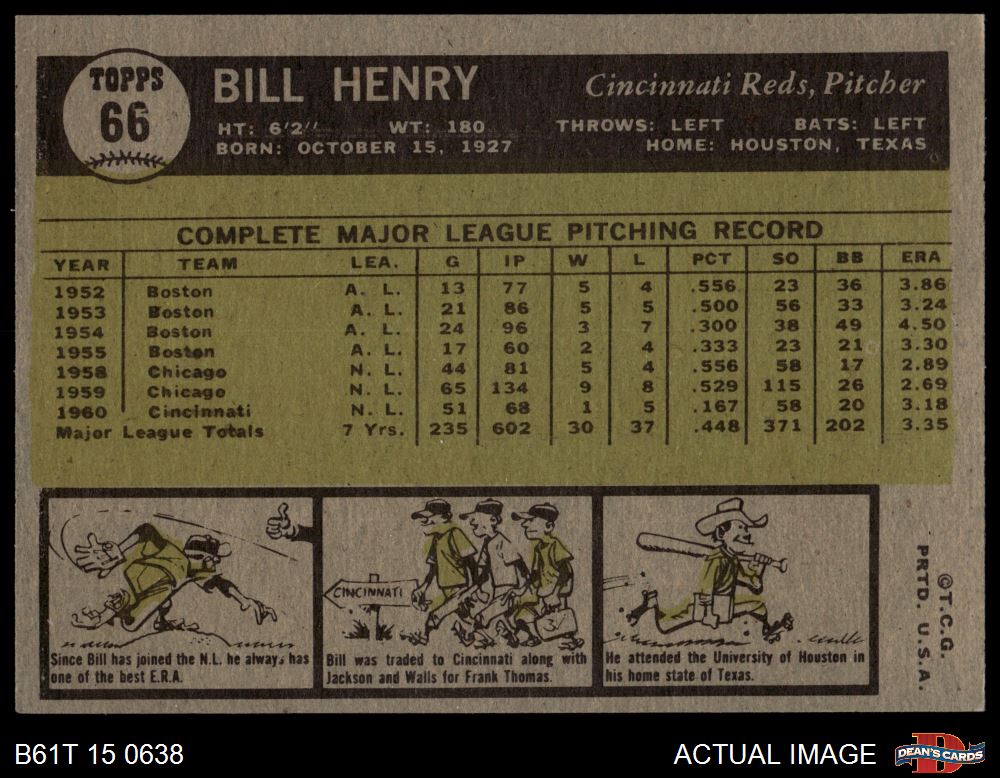 TOPPS
66
BILL HENRY
Cincinnati Reds, Pitcher
HT: 6'2" WT: 180 THROWS: LEFT BATS: LEFT
BORN: OCTOBER 15, 1927 HOME: HOUSTON, TEXAS
COMPLETE MAJOR LEAGUE PITCHING RECORD
YEAR TEAM LEA. G IP W L PCT SO BB ERA
1952 Boston A. L. 13 77 5 4 .556 23 36 3.86
1953 Boston A. L. 21 86 5 5 .500 56 33 3.24
1954 Boston A. L. 24 96 3 7 .300 38 49 4.50
1955 Boston A. L. 17 60 2 4 .333 23 21 3.30
1958 Chicago N. L. 44 81 5 4 .556 58 17 2.89
1959 Chicago N. L. 65 134 9 8 .529 115 26 2.69
1960 Cincinnati N. L. 51 68 1 5 .167 58 20 3.18
Major League Totals 7 Yrs. 235 602 30 37 .448 371 202 3.35
Since Bill has joined the N.L. he always has
one of the best E.R.A.
CINCINNATI
Bill was traded to Cincinnati along with
Jackson and Walls for Frank Thomas.
He attended the University of Houston in
his home state of Texas.
©T.C.G.
PRTD. U.S.A.
B61T 15 0638
ACTUAL IMAGE
DEAN'S CARDS